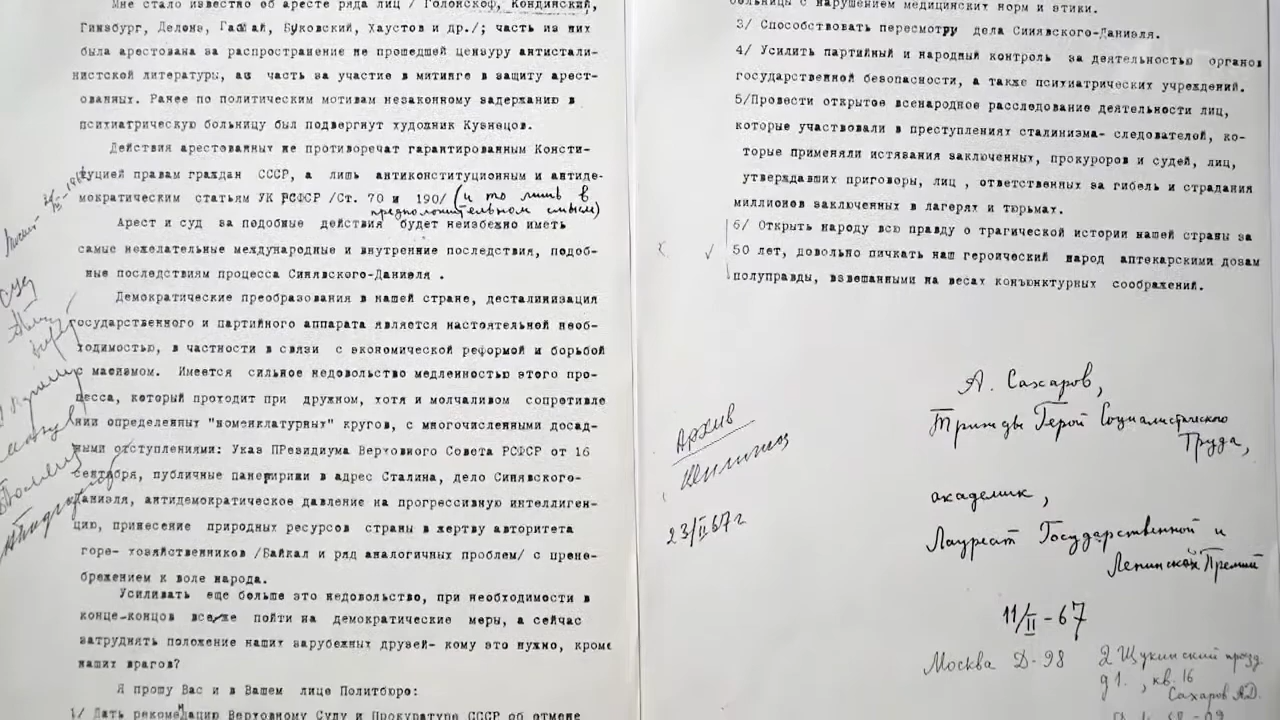 Мне стало известно об аресте ряда лиц / Голонскоф, Кондинский,
Гинзбург, Делонэ, Габай, Буковский, Хаустов и др./; часть из них
была арестована за распространение не прошедшей цензуру антистали-
нистской литературы, а часть за участие в митинге в защиту арест-
ованных. Ранее по политическим мотивам незаконному задержанию в
психиатрическую больницу был подвергнут художник Кузнецов.
Действия арестованных не противоречат гарантированным Консти-
туцией правам граждан СССР, а лишь антиконституционным и антиде-
мократическим статьям УК РСФСР /Ст. 70 и 190/ (и то лишь в
предположительном смысле)
Арест и суд за подобные действия будет неизбежно иметь
самые нежелательные международные и внутренние последствия, подоб-
ные последствиям процесса Синявского-Даниэля .
Демократические преобразования в нашей стране, десталинизация
государственного и партийного аппарата является настоятельной необ-
ходимостью, в частности в связи с экономической реформой и борьбой
маоизмом. Имеется сильное недовольство медленностью этого про-
цесса, который проходит при дружном, хотя и молчаливом сопротивле
нии определенных "номенклатурных" кругов, с многочисленными досад-
ными отступлениями: Указ ПРезидиума Верховного Совета РСФСР от 16
сентября, публичные панегирики в адрес Сталина, дело Синявского-
Даниэля, антидемократическое давление на прогрессивную интеллиген-
цию, принесение природных ресурсов страны в жертву авторитета
горе- хозяйственников /Байкал и ряд аналогичных проблем/ с прене-
брежением к воле народа.
Усиливать еще больше это недовольство, при необходимости в
конце-концов все же пойти на демократические меры, а сейчас
затруднять положение наших зарубежных друзей- кому это нужно, кроме
наших врагов?
Я прошу Вас и в Вашем лице Политбюро:
1/ Дать рекомендацию Верховному Суду и Прокуратуре СССР об отмене
больницы с нарушением медицинских норм и этики.
3/ Способствовать пересмотру дела Синявского-Даниэля.
4/ Усилить партийный и народный контроль за деятельностью органов
государственной безопасности, а также психиатрических учреждений.
5/Провести открытое всенародное расследование деятельности лиц,
которые участвовали в преступлениях сталинизма- следователей, ко-
торые применяли истязания заключенных, прокуроров и судей, лиц,
утверждавших приговоры, лиц , ответственных за гибель и страдания
миллионов заключенных в лагерях и тюрьмах.
6/ Открыть народу всю правду о трагической истории нашей страны за
50 лет, довольно пичкать наш героический народ аптекарскими дозам
полуправды, взвешанными на весах конъюнктурных соображений.
А. Сахаров,
Трижды Герой Социалистического
Труда,
академик,
Лауреат Государственной и
Ленинской Премий
11/II-67
Москва Д-98 2 Щукинский проезд
д1. , кв. 16
Сахаров А.Д.
Архив
23/II 67г